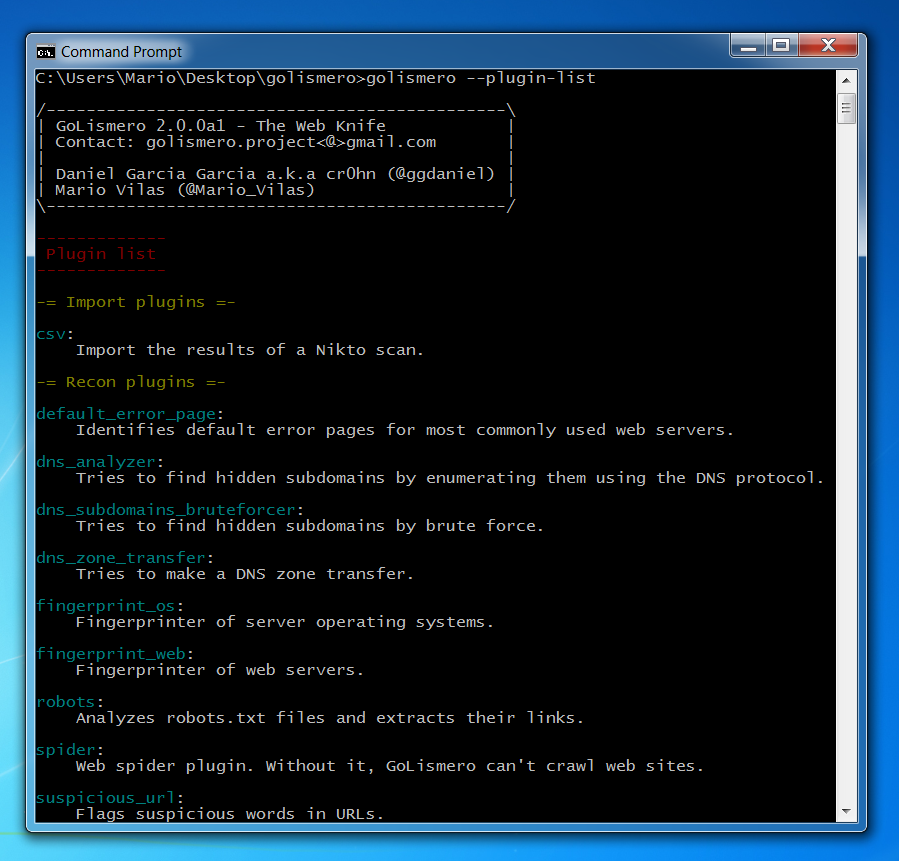 Command Prompt
C:\Users\Mario\Desktop\golismero>golismero --plugin-list
/----------------------------------------------\
| GoLismero 2.0.0a1 - The Web Knife            |
| Contact: golismero.project<@>gmail.com       |
|                                              |
| Daniel Garcia Garcia a.k.a cr0hn (@ggdaniel) |
| Mario Vilas (@Mario_Vilas)                   |
\----------------------------------------------/
-------------
 Plugin list
-------------
-= Import plugins =-
csv:
    Import the results of a Nikto scan.
-= Recon plugins =-
default_error_page:
    Identifies default error pages for most commonly used web servers.
dns_analyzer:
    Tries to find hidden subdomains by enumerating them using the DNS protocol.
dns_subdomains_bruteforcer:
    Tries to find hidden subdomains by brute force.
dns_zone_transfer:
    Tries to make a DNS zone transfer.
fingerprint_os:
    Fingerprinter of server operating systems.
fingerprint_web:
    Fingerprinter of web servers.
robots:
    Analyzes robots.txt files and extracts their links.
spider:
    Web spider plugin. Without it, GoLismero can't crawl web sites.
suspicious_url:
    Flags suspicious words in URLs.